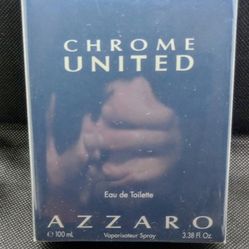 CHROME
UNITED
Eau de Toilette
AZZARO
℮ 100 mL Vaporisateur Spray 3.38 Fl. Oz.